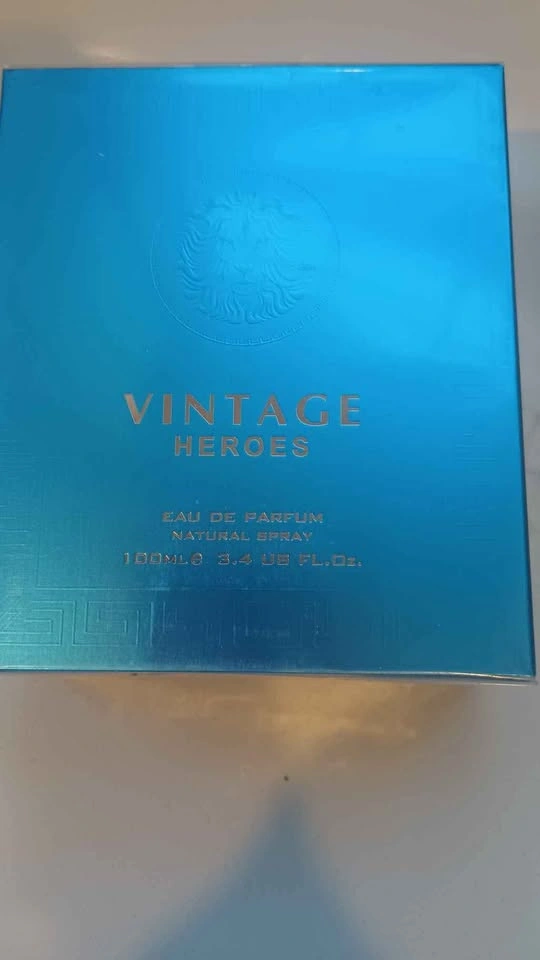 VINTAGE
HEROES
EAU DE PARFUM
NATURAL SPRAY
100ML℮ 3.4 US FL.Oz.